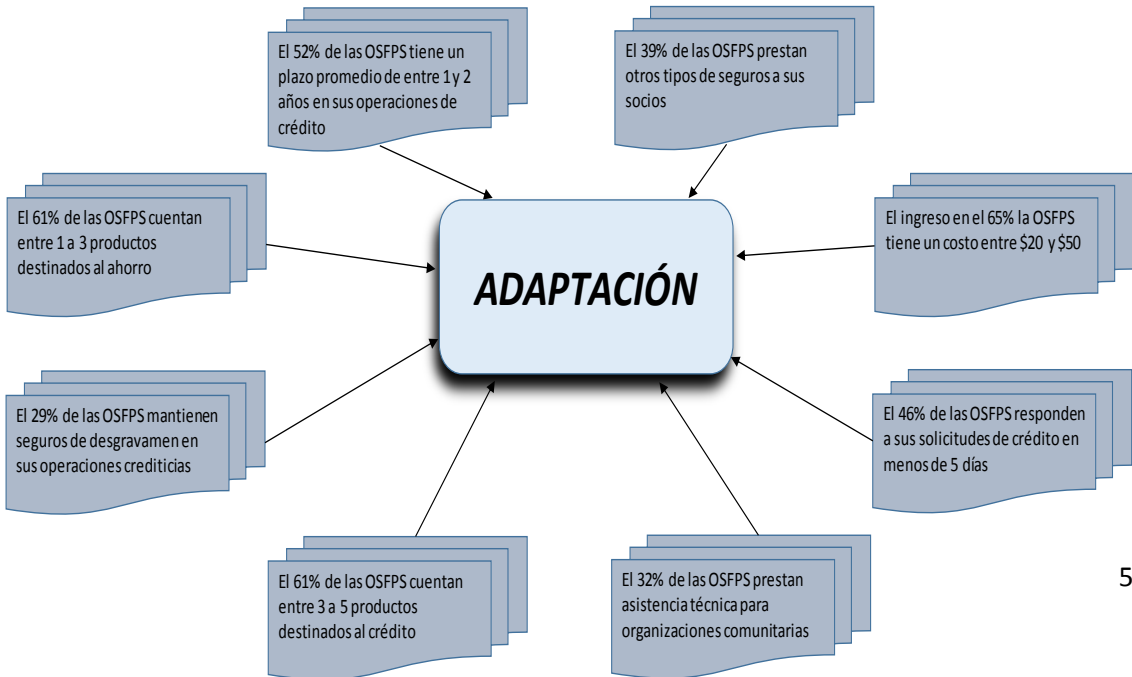 El 52% de las OSFPS tiene un
plazo promedio de entre 1 y 2
años en sus operaciones de
crédito
El 39% de las OSFPS prestan
otros tipos de seguros a sus
socios
El 61% de las OSFPS cuentan
entre 1 a 3 productos
destinados al ahorro
ADAPTACIÓN
El ingreso en el 65% la OSFPS
tiene un costo entre $20 y $50
El 29% de las OSFPS mantienen
seguros de desgravamen en
sus operaciones crediticias
El 46% de las OSFPS responden
a sus solicitudes de crédito en
menos de 5 días
El 61% de las OSFPS cuentan
entre 3 a 5 productos
destinados al crédito
El 32% de las OSFPS prestan
asistencia técnica para
organizaciones comunitarias
5